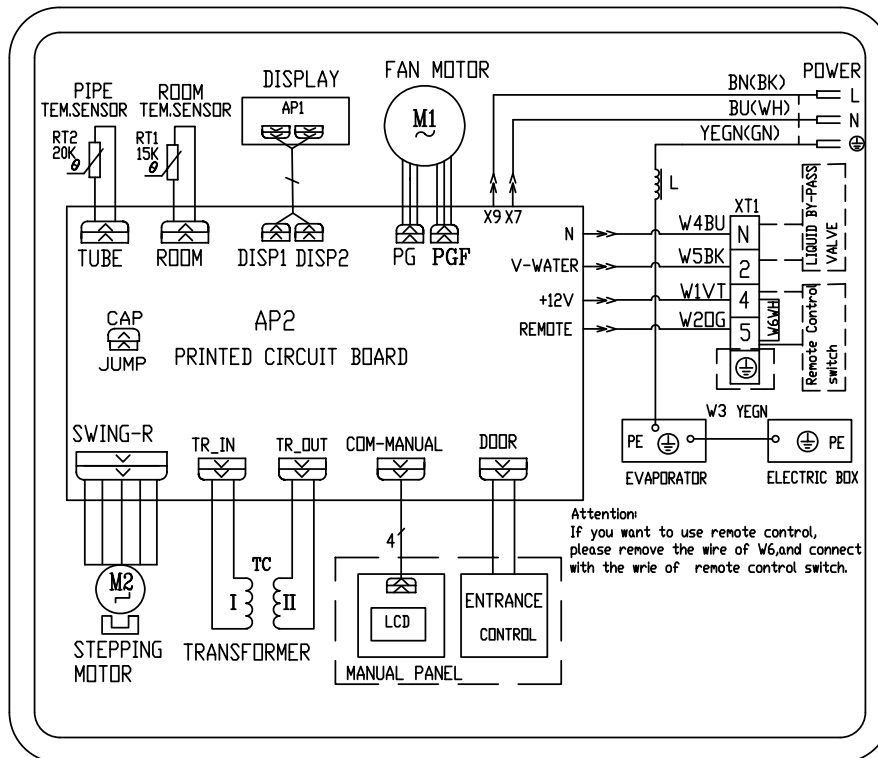 PIPE
TEM.SENSOR
ROOM
TEM.SENSOR
DISPLAY
AP1
FAN MOTOR
M1
~
POWER
BN(BK)
L
BU(WH)
N
YEGN(GN)
RT2
20K
θ
RT1
15K
θ
L
X9 X7
TUBE
ROOM
DISP1 DISP2
PG
PGF
N
V-WATER
+12V
REMOTE
W4BU
W5BK
W1VT
W2OG
XT1
N
2
4
5
W6WH
LIQUID BY-PASS
VALVE
Remote Control
switch
CAP
JUMP
AP2
PRINTED CIRCUIT BOARD
SWING-R
TR_IN
TR_OUT
COM-MANUAL
DOOR
W3 YEGN
PE
EVAPORATOR
PE
ELECTRIC BOX
Attention:
If you want to use remote control,
please remove the wire of W6,and connect
with the wrie of remote control switch.
M2
STEPPING
MOTOR
TC
I
II
TRANSFORMER
4
LCD
MANUAL PANEL
ENTRANCE
CONTROL